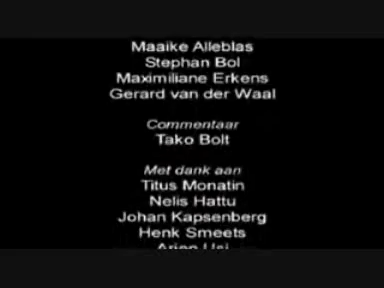 Maaike Alleblas
Stephan Bol
Maximiliane Erkens
Gerard van der Waal
Commentaar
Tako Bolt
Met dank aan
Titus Monatin
Nelis Hattu
Johan Kapsenberg
Henk Smeets